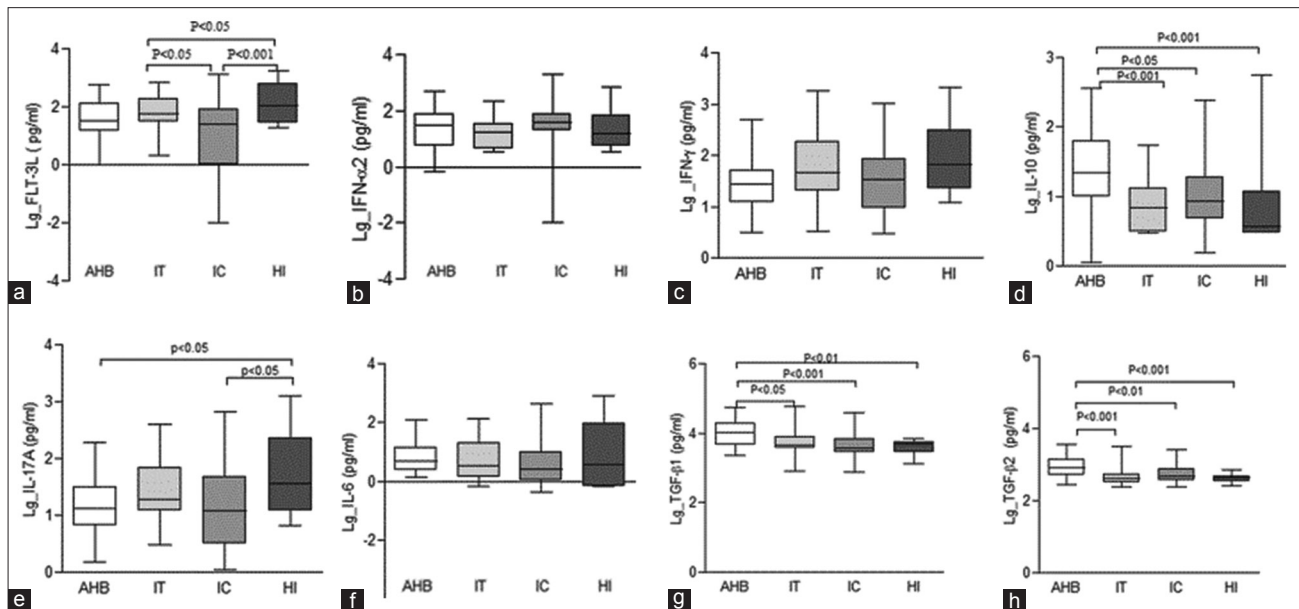 P<0.05
P<0.05 P<0.001
4
2
0
-2
-4
Lg_FLT-3L ( pg/ml)
AHB IT IC HI
a
4
2
0
-2
-4
Lg_IFN-α2 (pg/ml)
AHB IT IC HI
b
4
3
2
1
0
Lg_IFN-γ (pg/ml)
AHB IT IC HI
c
P<0.001
P<0.05
P<0.001
3
2
1
0
Lg_IL-10 (pg/ml)
AHB IT IC HI
d
p<0.05
p<0.05
4
3
2
1
0
Lg_IL-17A (pg/ml)
AHB IT IC HI
e
4
2
0
-2
Lg_IL-6 (pg/ml)
AHB IT IC HI
f
P<0.01
P<0.001
P<0.05
6
4
2
0
Lg_TGF-β1 (pg/ml)
AHB IT IC HI
g
P<0.001
P<0.01
P<0.001
6
4
2
0
Lg_TGF-β2 (pg/ml)
AHB IT IC HI
h